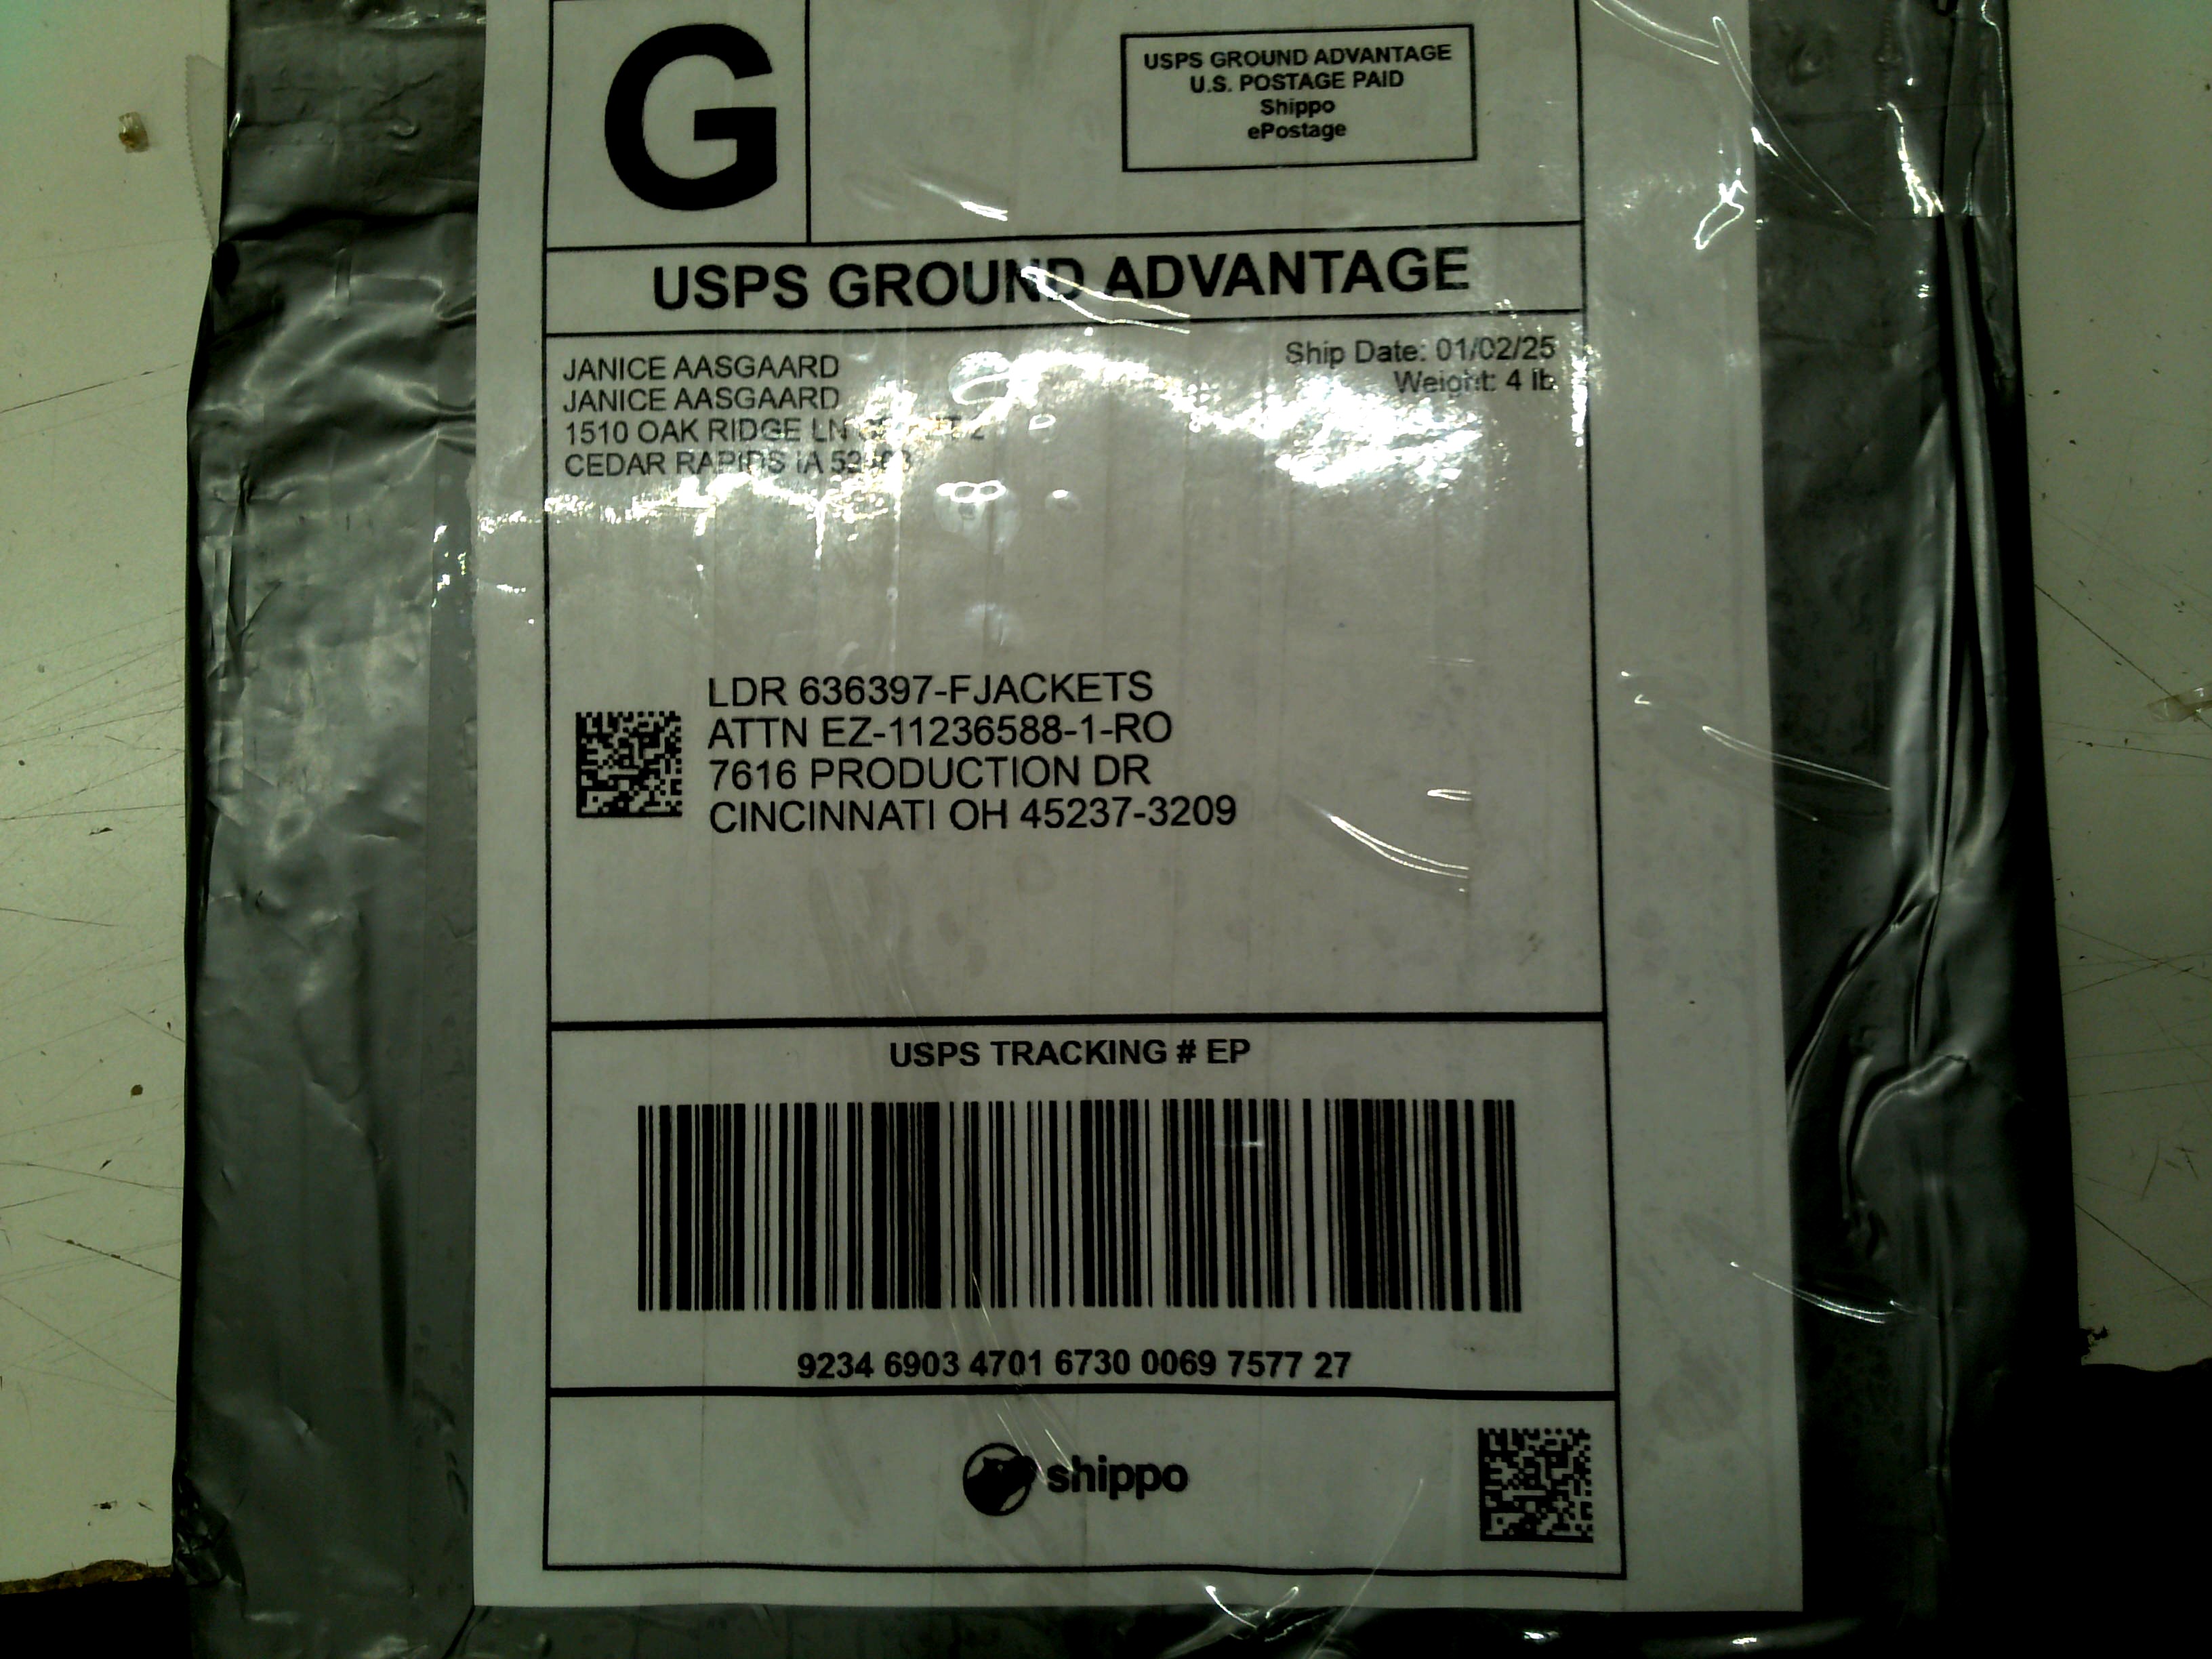 G
USPS GROUND ADVANTAGE
U.S. POSTAGE PAID
Shippo
ePostage
USPS GROUND ADVANTAGE
JANICE AASGAARD
JANICE AASGAARD
1510 OAK RIDGE LN
CEDAR RAPIDS IA
Ship Date: 01/02/25
Weight: 4 lb
LDR 636397-FJACKETS
ATTN EZ-11236588-1-RO
7616 PRODUCTION DR
CINCINNATI OH 45237-3209
USPS TRACKING # EP
9234 6903 4701 6730 0069 7577 27
shippo